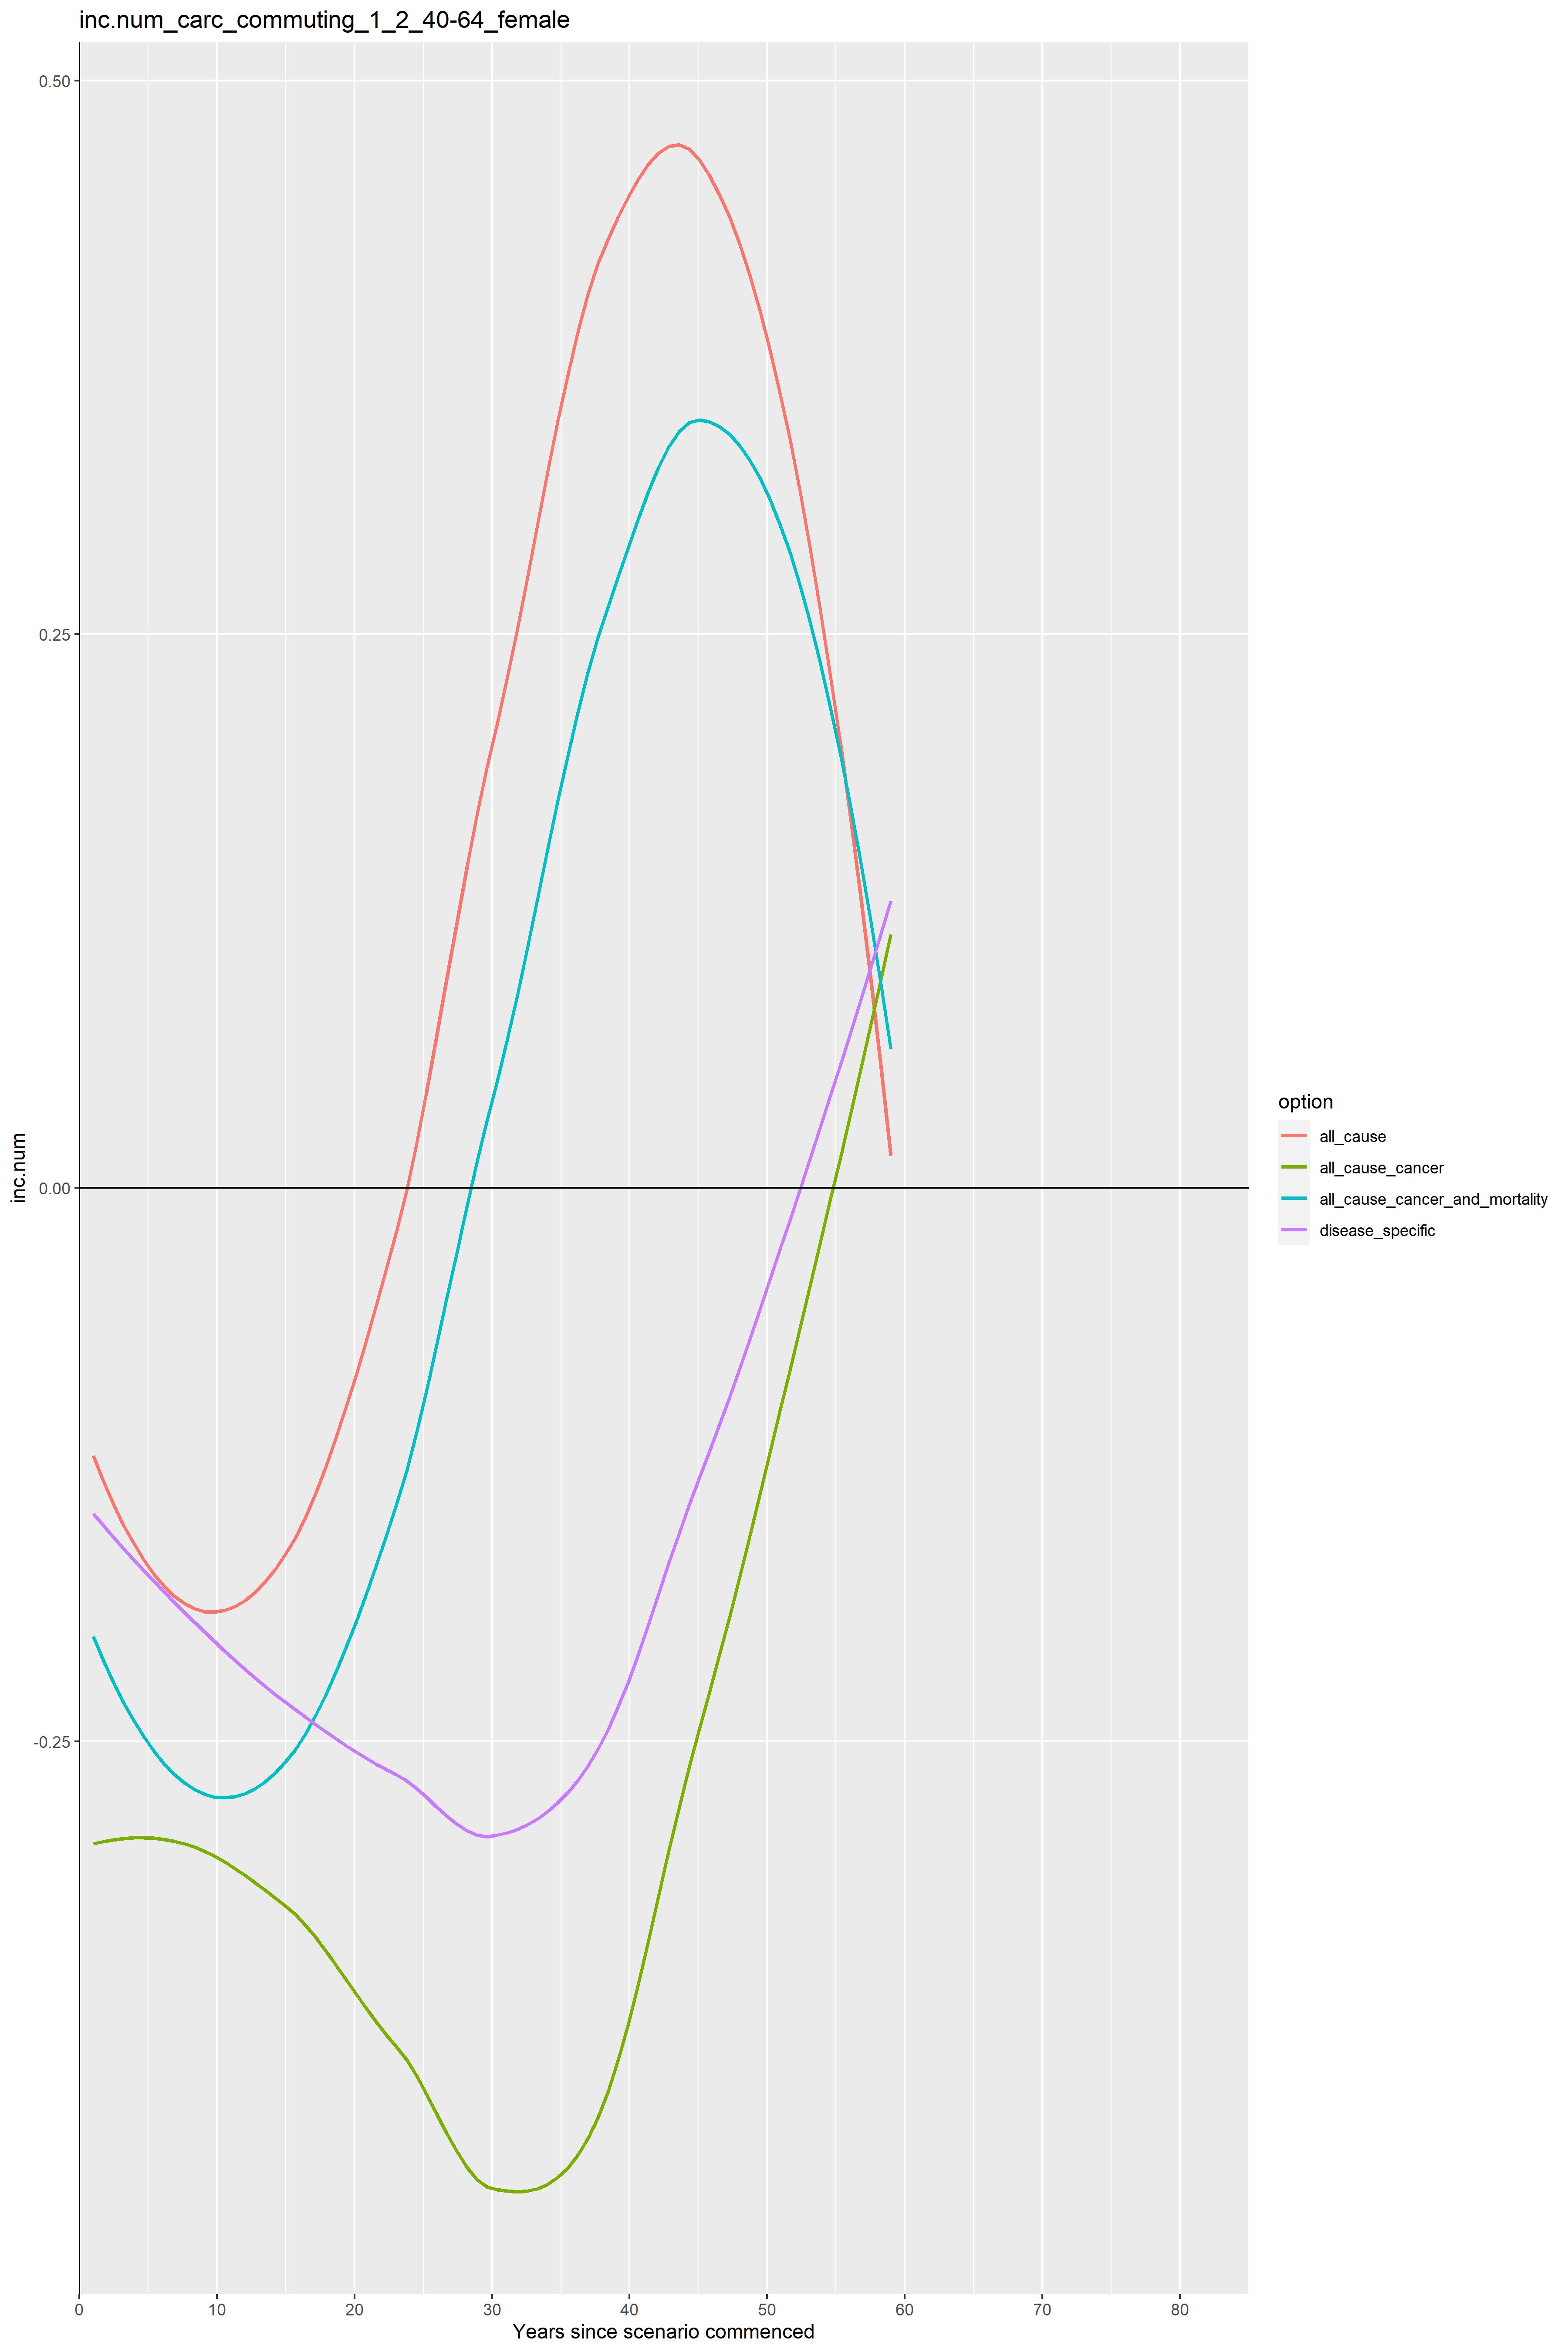 inc.num_carc_commuting_1_2_40-64_female
0.50
0.25
0.00
-0.25
inc.num
0 10 20 30 40 50 60 70 80
Years since scenario commenced
option
all_cause
all_cause_cancer
all_cause_cancer_and_mortality
disease_specific